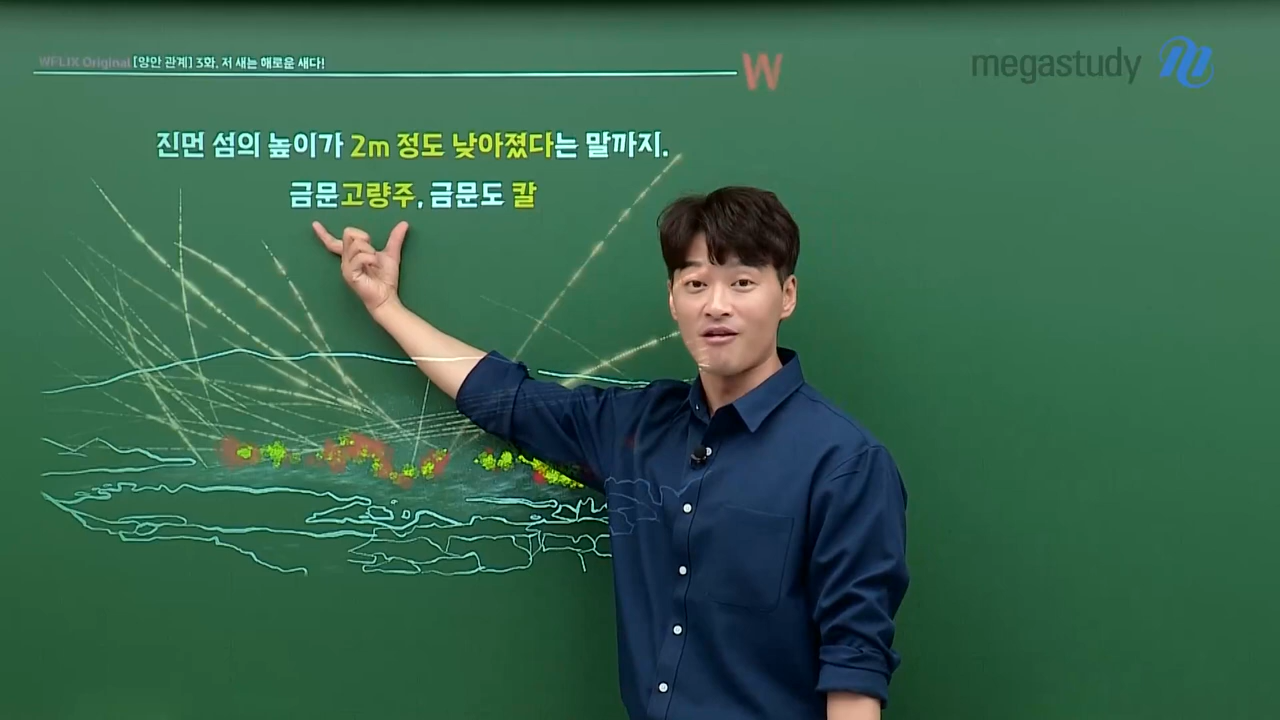 WFLIX Original [양안 관계] 3화, 저 새는 해로운 새다!
W
megastudy
진먼 섬의 높이가 2m 정도 낮아졌다는 말까지.
금문고량주, 금문도 칼